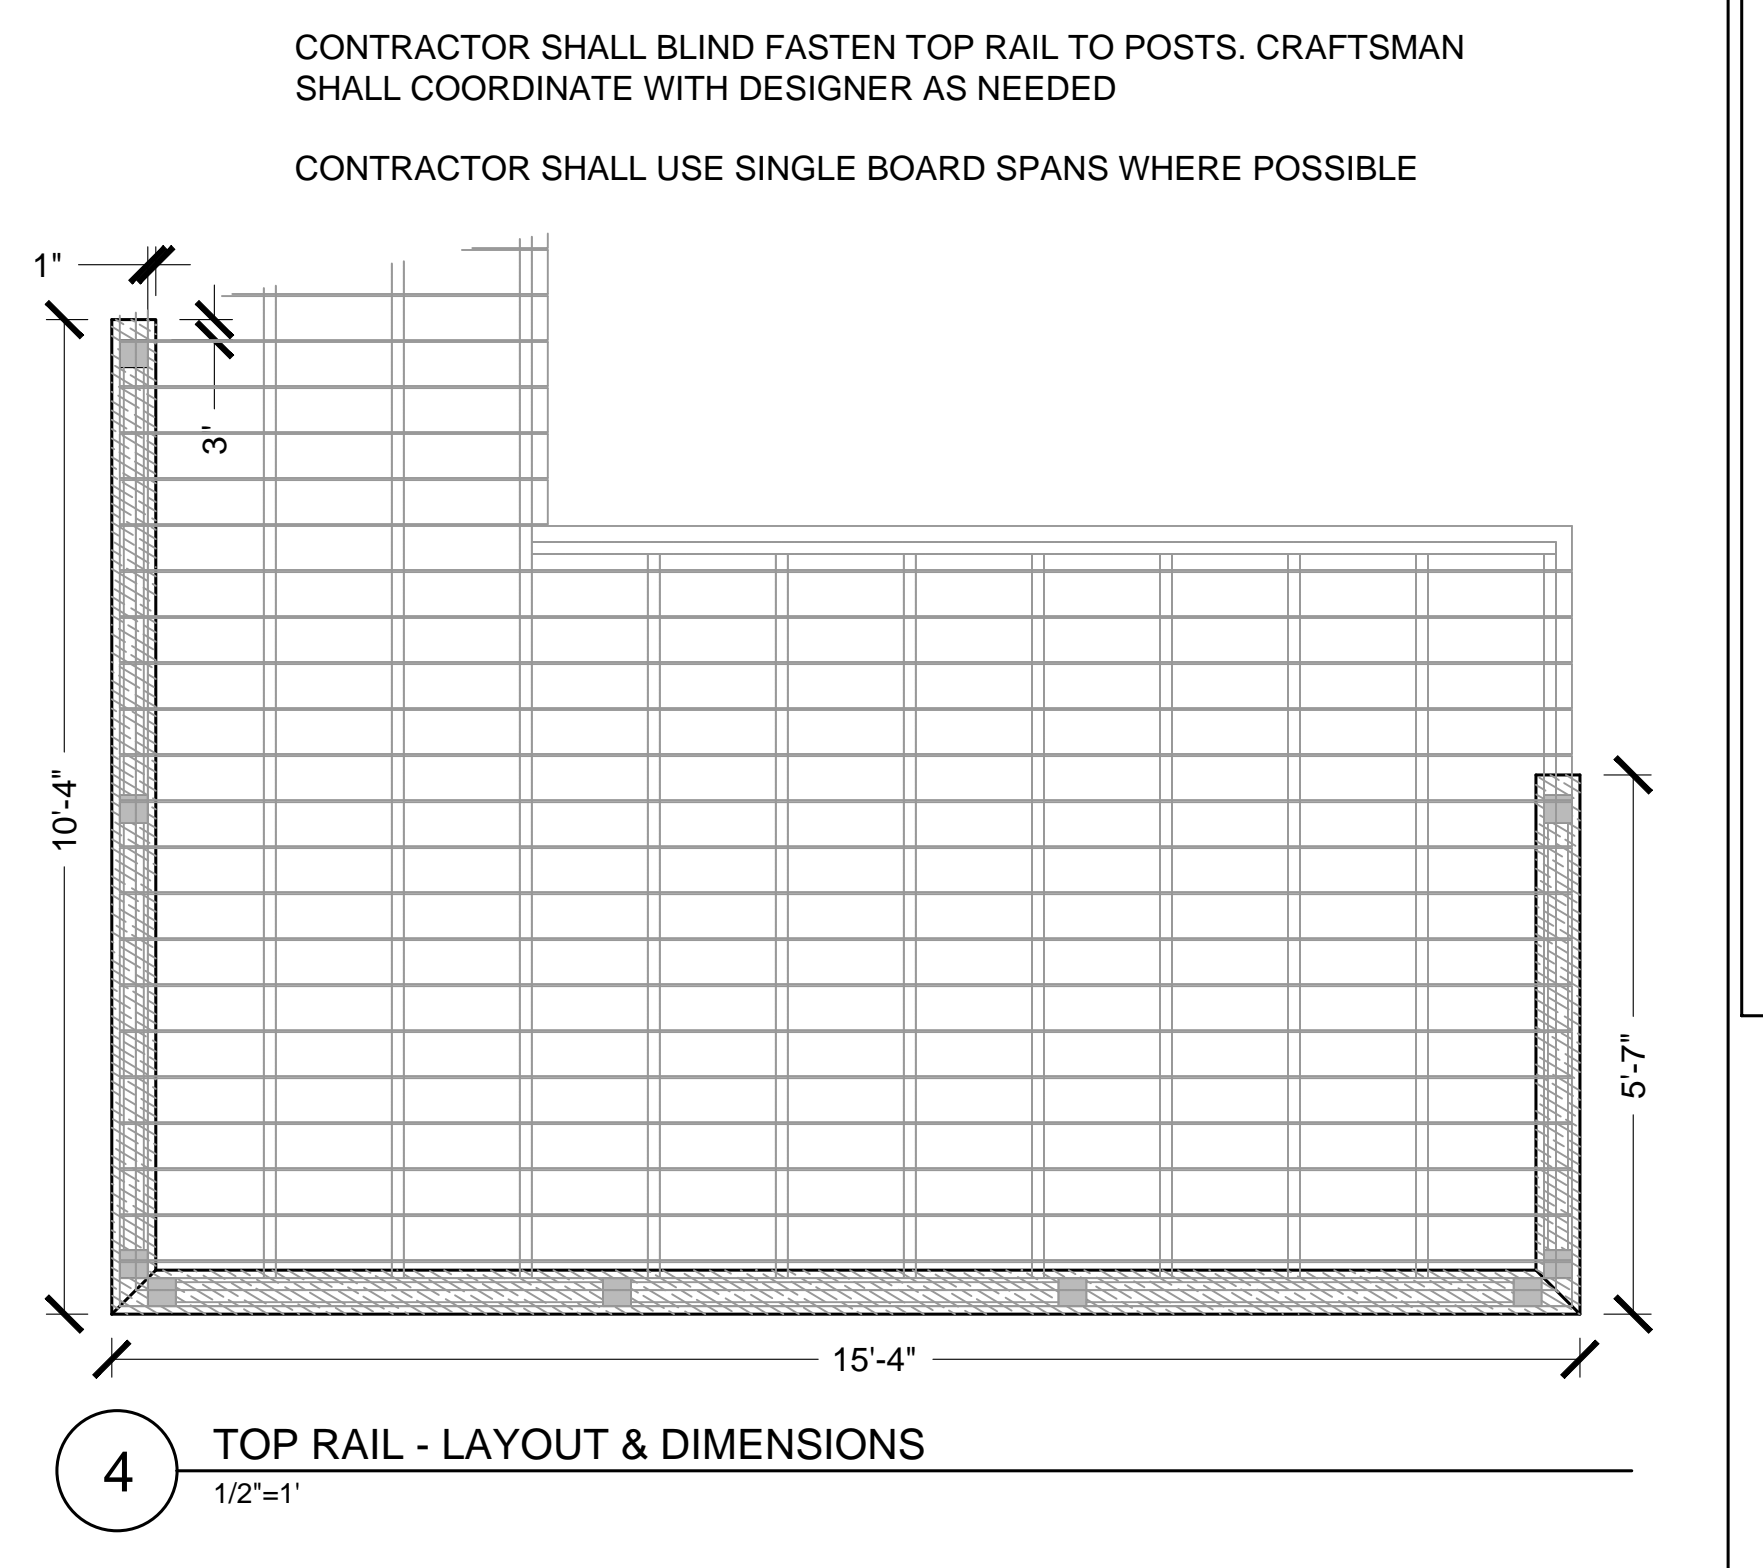 CONTRACTOR SHALL BLIND FASTEN TOP RAIL TO POSTS. CRAFTSMAN
SHALL COORDINATE WITH DESIGNER AS NEEDED
CONTRACTOR SHALL USE SINGLE BOARD SPANS WHERE POSSIBLE
1"
3'
10'-4"
5'-7"
15'-4"
4
TOP RAIL - LAYOUT & DIMENSIONS
1/2"=1'